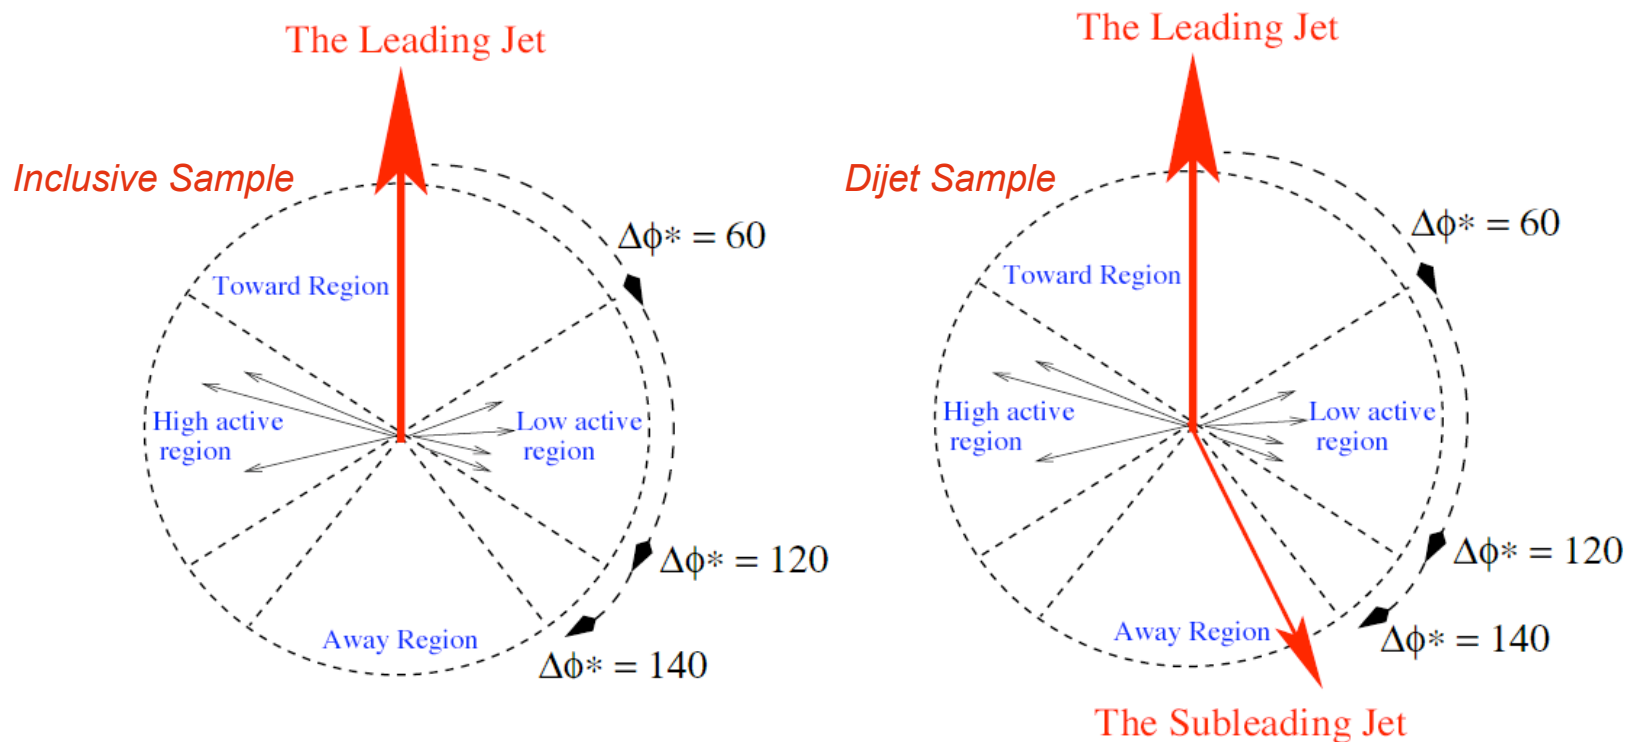 The Leading Jet
Inclusive Sample
Δϕ* = 60
Toward Region
High active
region
Low active
region
Δϕ* = 120
Away Region
Δϕ* = 140
The Leading Jet
Dijet Sample
Δϕ* = 60
Toward Region
High active
region
Low active
region
Δϕ* = 120
Away Region
Δϕ* = 140
The Subleading Jet